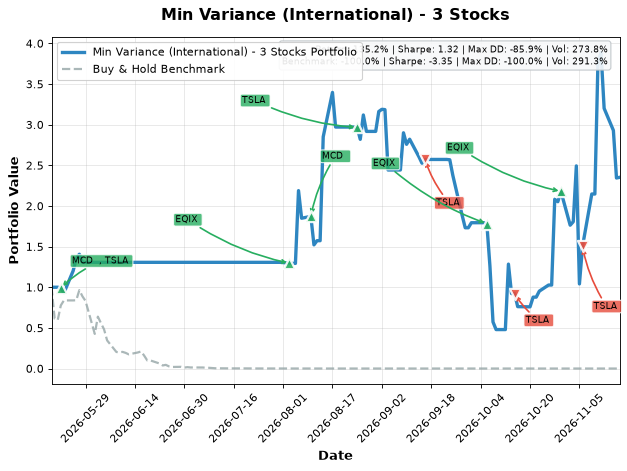 Min Variance (International) - 3 Stocks
Min Variance (International) - 3 Stocks Portfolio
Buy & Hold Benchmark
| Sharpe: 1.32 | Max DD: -85.9% | Vol: 273.8%
| Sharpe: -3.35 | Max DD: -100.0% | Vol: 291.3%
4.0
3.5
3.0
2.5
2.0
1.5
1.0
0.5
0.0
Portfolio Value
TSLA
MCD
EQIX
EQIX
TSLA
EQIX
MCD , TSLA
TSLA
TSLA
2026-05-29
2026-06-14
2026-06-30
2026-07-16
2026-08-01
2026-08-17
2026-09-02
2026-09-18
2026-10-04
2026-10-20
2026-11-05
Date